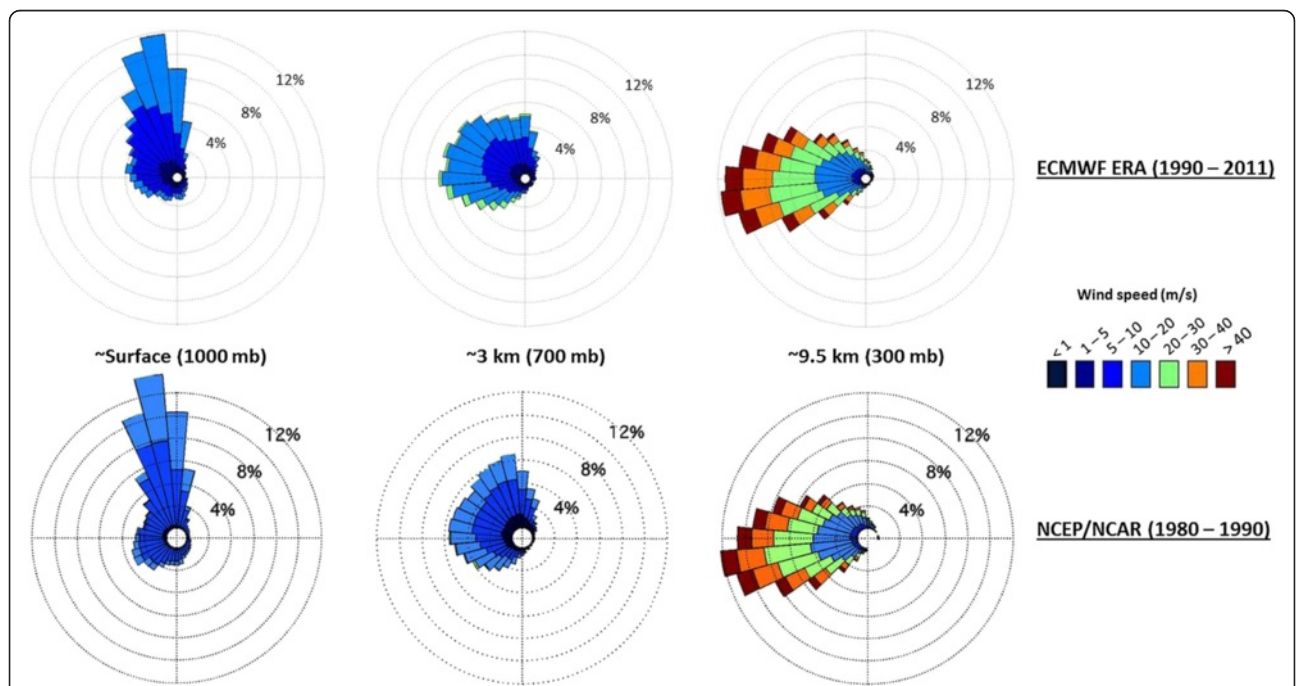 12%
8%
4%
12%
8%
4%
12%
8%
4%
ECMWF ERA (1990 – 2011)
Wind speed (m/s)
< 1
1 – 5
5 – 10
10 – 20
20 – 30
30 – 40
> 40
~Surface (1000 mb)
~3 km (700 mb)
~9.5 km (300 mb)
12%
8%
4%
12%
8%
4%
12%
8%
4%
NCEP/NCAR (1980 – 1990)